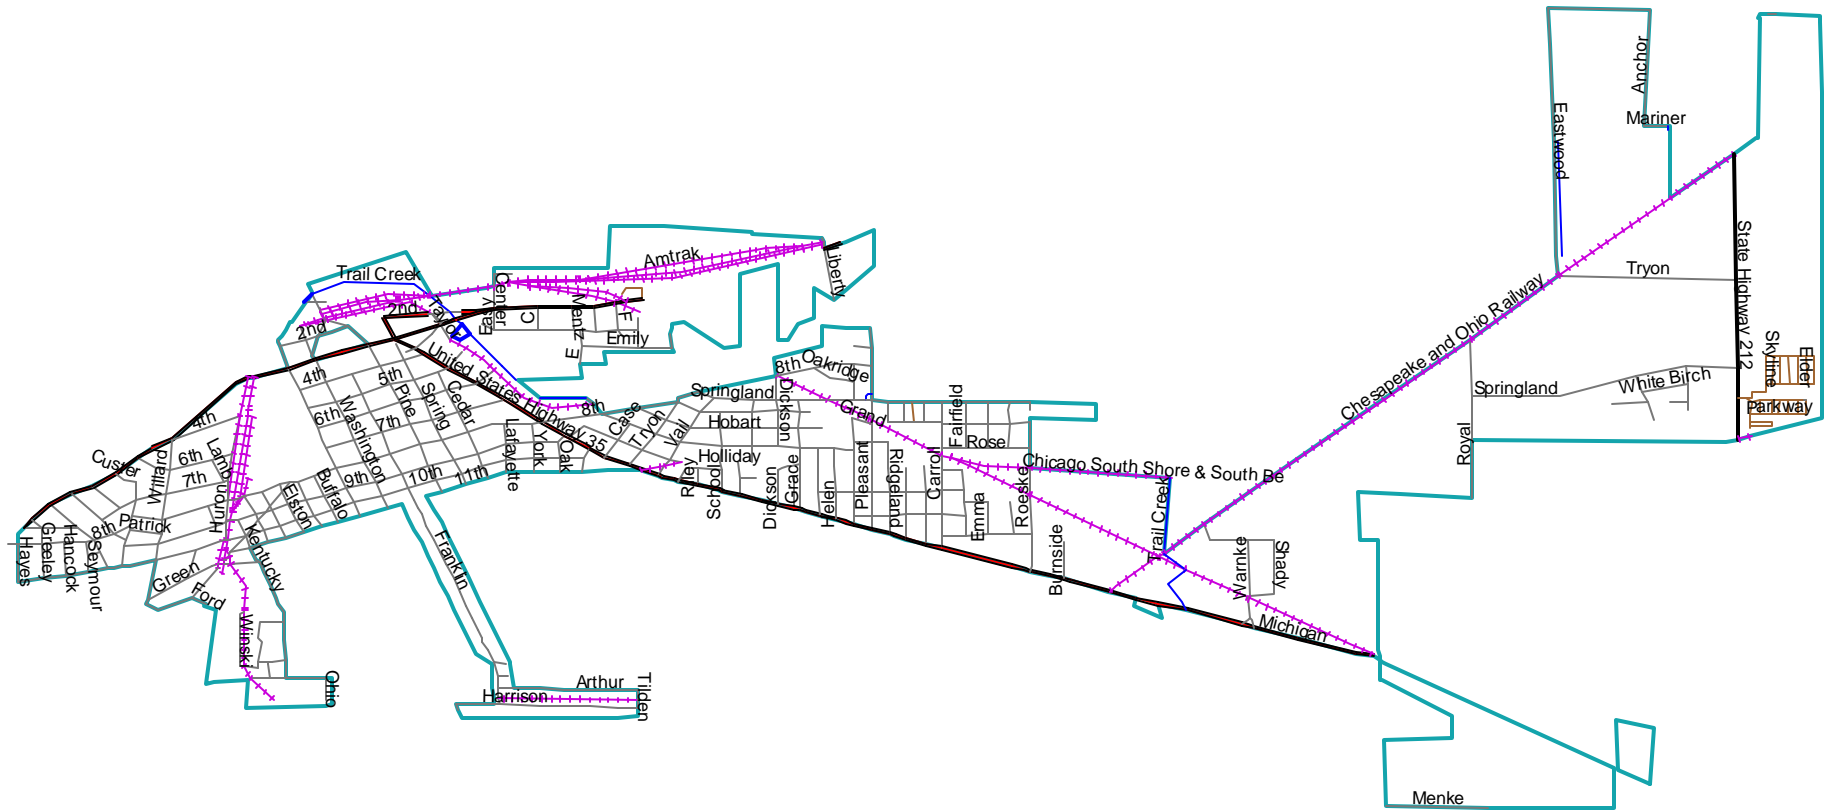 Anchor
Mariner
Eastwood
Chesapeake and Ohio Railway
State Highway 212
Tryon
Skyline
Elder
Parkway
White Birch
Springland
Royal
Amtrak
Liberty
Trail Creek
2nd
2nd
Taylor
Easy
Center
C
Mentz
F
E
Emily
United States Highway 35
4th
5th
6th
7th
Pine
Spring
Cedar
Washington
8th
8th
Oakridge
Springland
Dickson
Grand
Case
Tryon
Vail
Hobart
Holliday
Fairfield
Rose
4th
Custer
Willard
6th
7th
Lamb
Huron
Elston
Buffalo
9th
10th
11th
Lafayette
York
Oak
Riley
School
Dickson
Grade
Helen
Pleasant
Ridgeland
Carroll
Emma
Roeske
Chicago South Shore & South Be
Trail Creek
Burnside
Warnke
Shady
Michigan
Hayes
Greeley
Hancock
Seymour
8th
Patrick
Green
Ford
Kentucky
Winski
Ohio
Franklin
Harrison
Arthur
Tilden
Menke